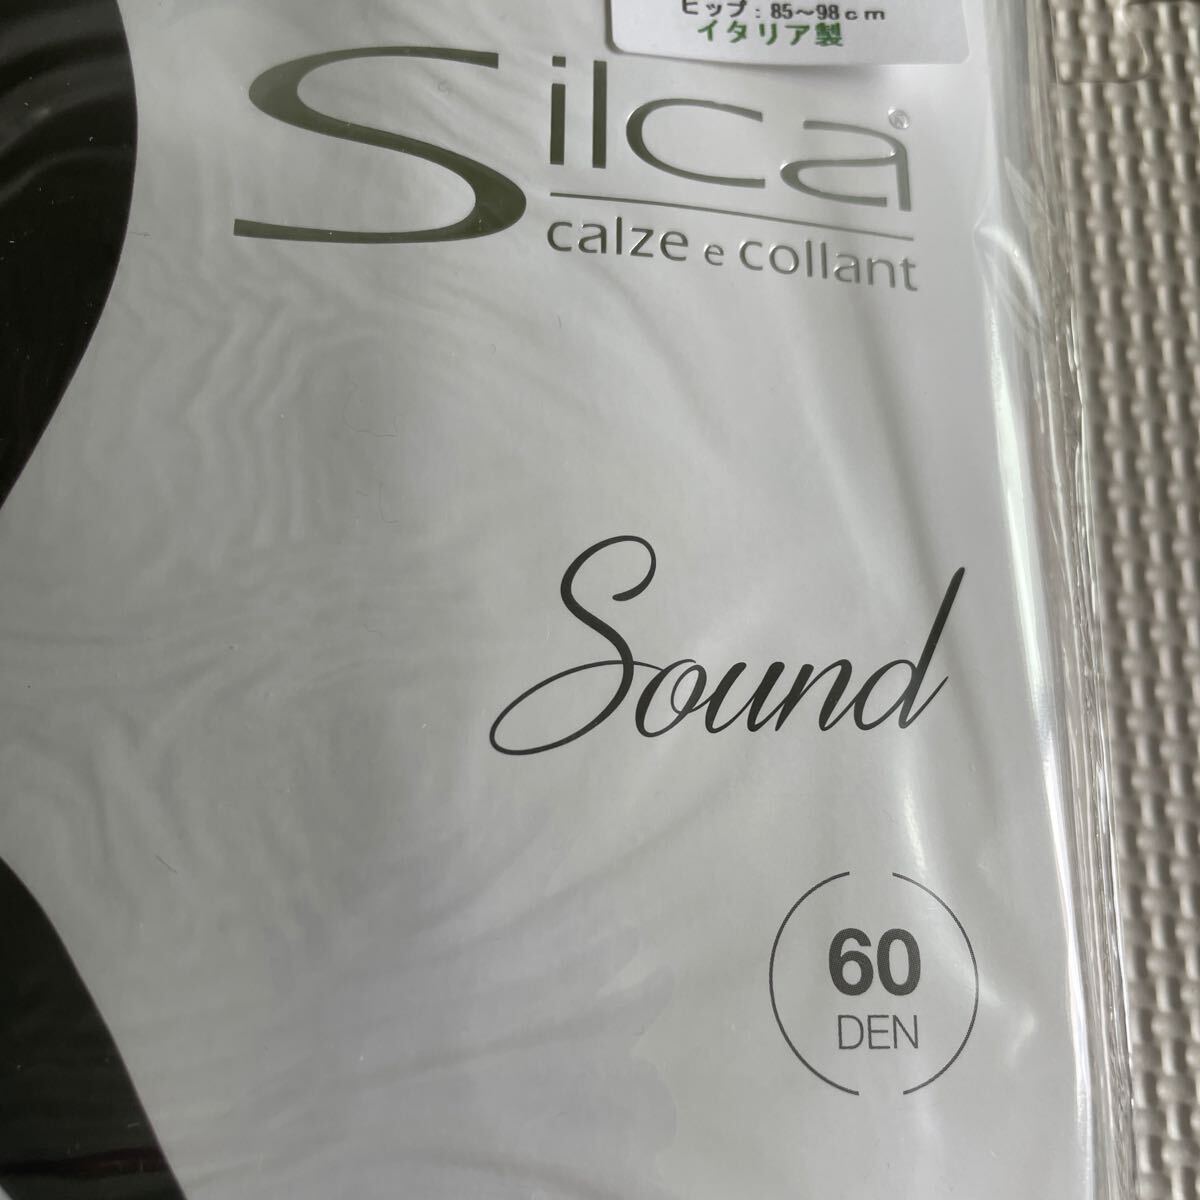 ヒップ：85〜98cm
イタリア製
Silca®
calze e collant
Sound
60
DEN